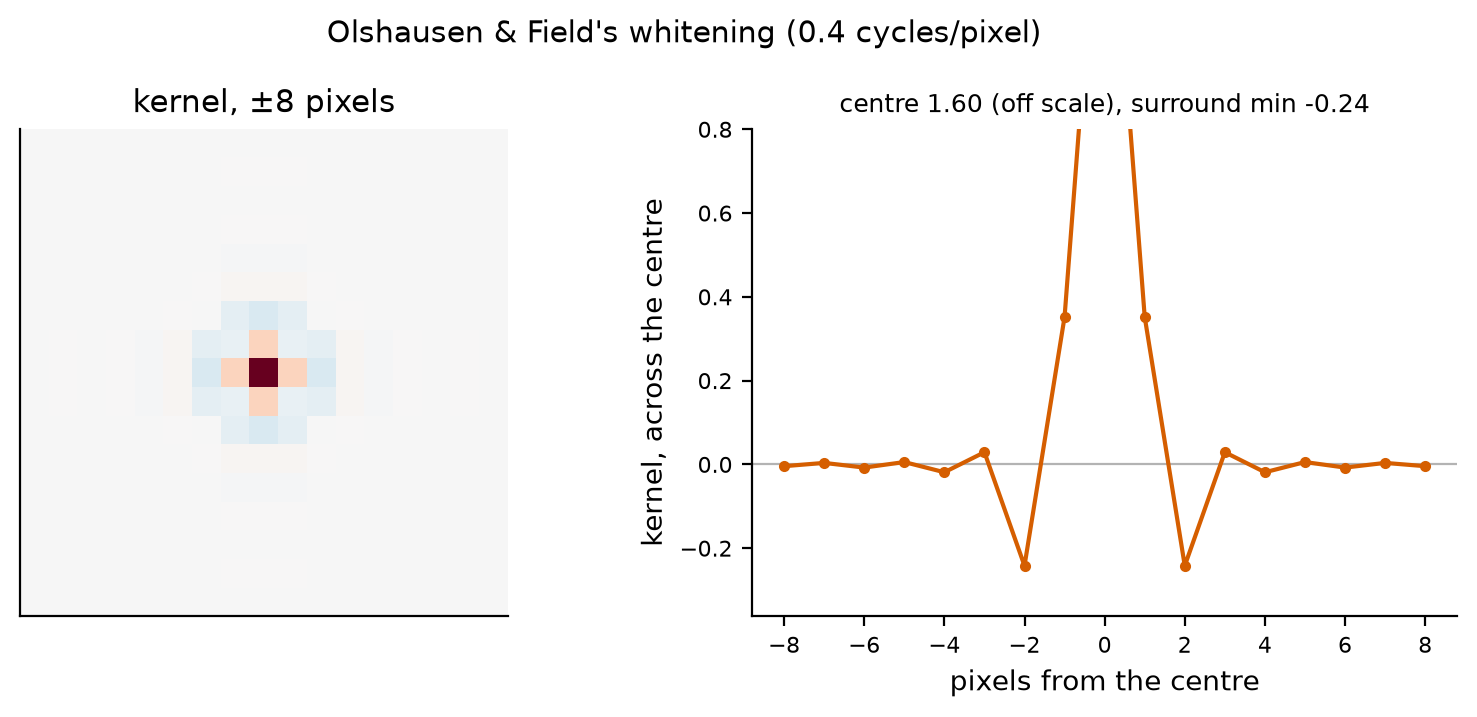 Olshausen & Field's whitening (0.4 cycles/pixel)
kernel, ±8 pixels
centre 1.60 (off scale), surround min -0.24
kernel, across the centre
0.8
0.6
0.4
0.2
0.0
−0.2
−8 −6 −4 −2 0 2 4 6 8
pixels from the centre